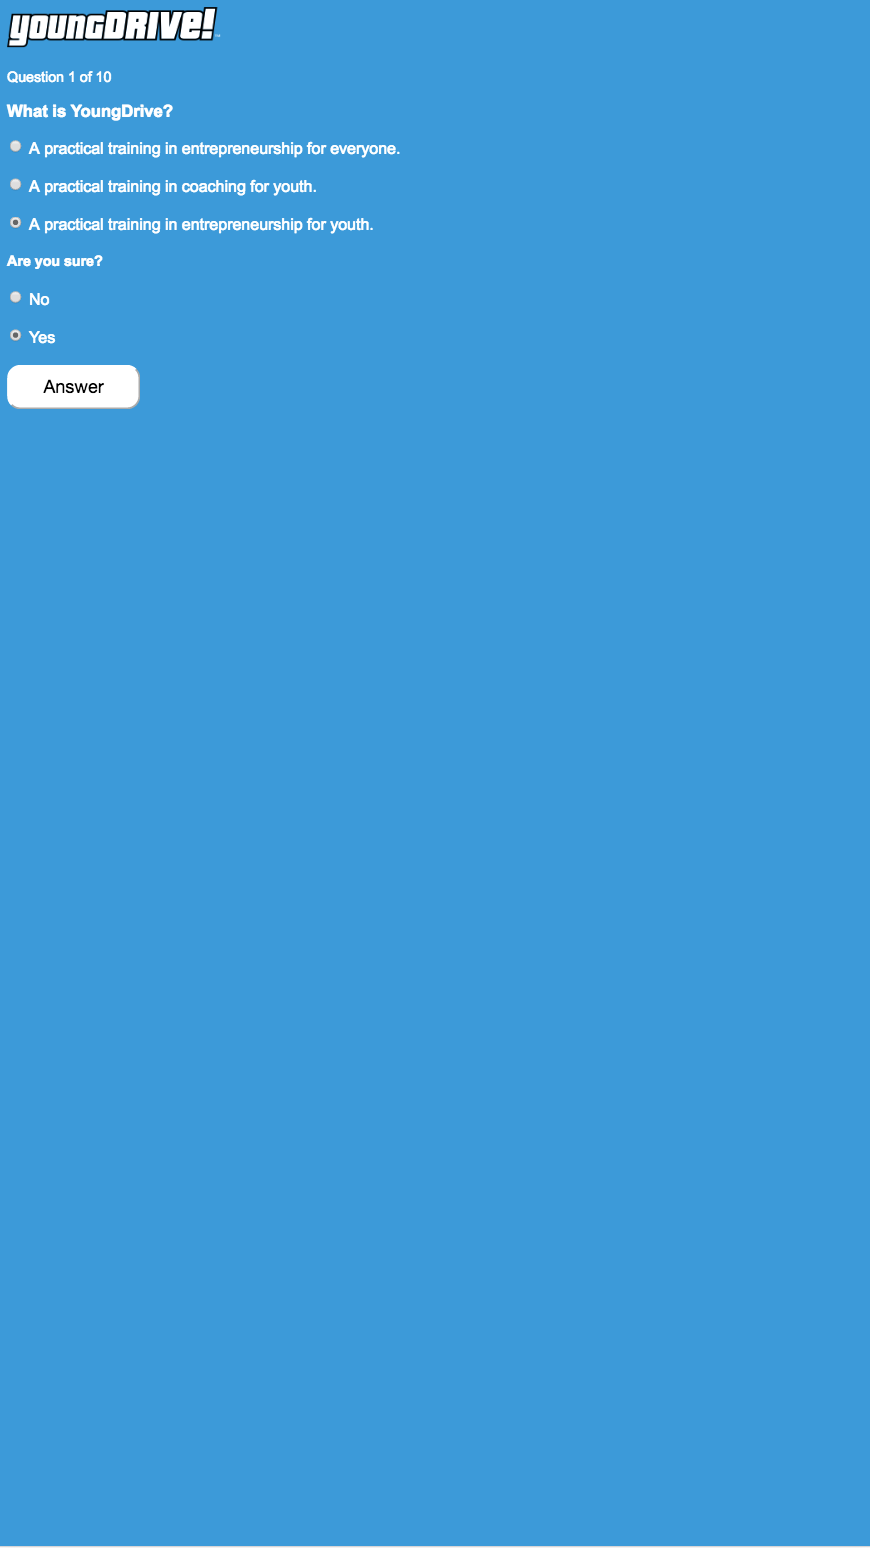 youngDRIVE!
Question 1 of 10
What is YoungDrive?
A practical training in entrepreneurship for everyone.
A practical training in coaching for youth.
A practical training in entrepreneurship for youth.
Are you sure?
No
Yes
Answer